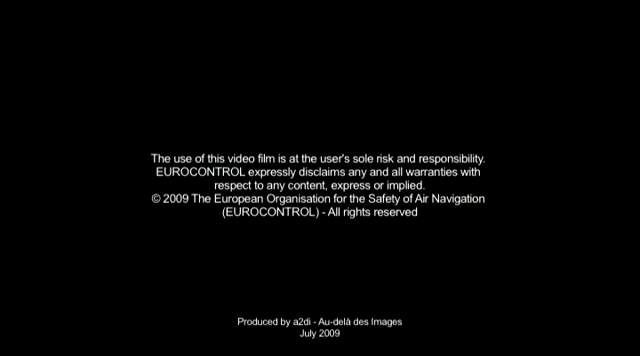 The use of this video film is at the user's sole risk and responsibility.
EUROCONTROL expressly disclaims any and all warranties with
respect to any content, express or implied.
© 2009 The European Organisation for the Safety of Air Navigation
(EUROCONTROL) - All rights reserved
Produced by a2di - Au-delà des Images
July 2009